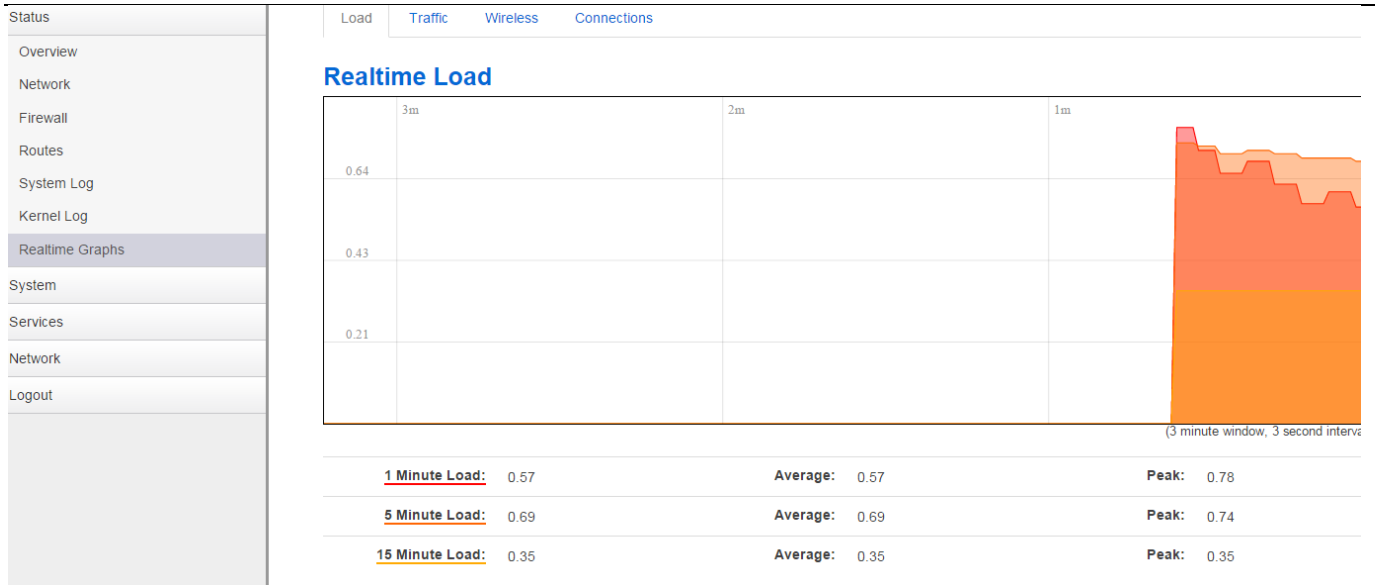 Status
Overview
Network
Firewall
Routes
System Log
Kernel Log
Realtime Graphs
System
Services
Network
Logout
Load Traffic Wireless Connections
Realtime Load
3m 2m 1m
0.64
0.43
0.21
(3 minute window, 3 second interva
1 Minute Load: 0.57 Average: 0.57 Peak: 0.78
5 Minute Load: 0.69 Average: 0.69 Peak: 0.74
15 Minute Load: 0.35 Average: 0.35 Peak: 0.35